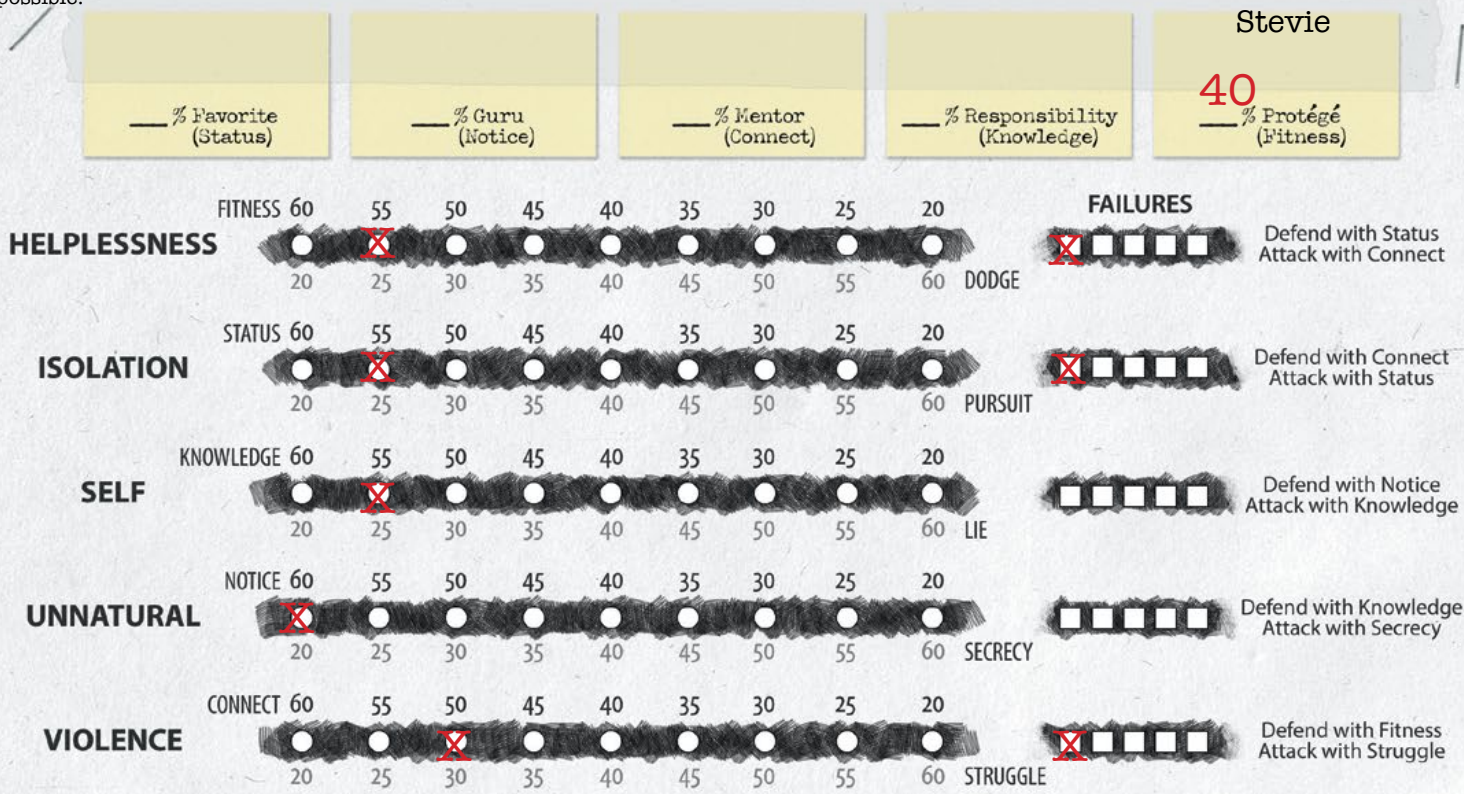 possible.
Stevie
40
___% Favorite
(Status)
___% Guru
(Notice)
___% Mentor
(Connect)
___% Responsibility
(Knowledge)
___% Protégé
(Fitness)
FITNESS 60 55 50 45 40 35 30 25 20
FAILURES
HELPLESSNESS
X
X
Defend with Status
Attack with Connect
20 25 30 35 40 45 50 55 60 DODGE
STATUS 60 55 50 45 40 35 30 25 20
ISOLATION
X
X
Defend with Connect
Attack with Status
20 25 30 35 40 45 50 55 60 PURSUIT
KNOWLEDGE 60 55 50 45 40 35 30 25 20
SELF
X
Defend with Notice
Attack with Knowledge
20 25 30 35 40 45 50 55 60 LIE
NOTICE 60 55 50 45 40 35 30 25 20
UNNATURAL
X
Defend with Knowledge
Attack with Secrecy
20 25 30 35 40 45 50 55 60 SECRECY
CONNECT 60 55 50 45 40 35 30 25 20
VIOLENCE
X
X
Defend with Fitness
Attack with Struggle
20 25 30 35 40 45 50 55 60 STRUGGLE